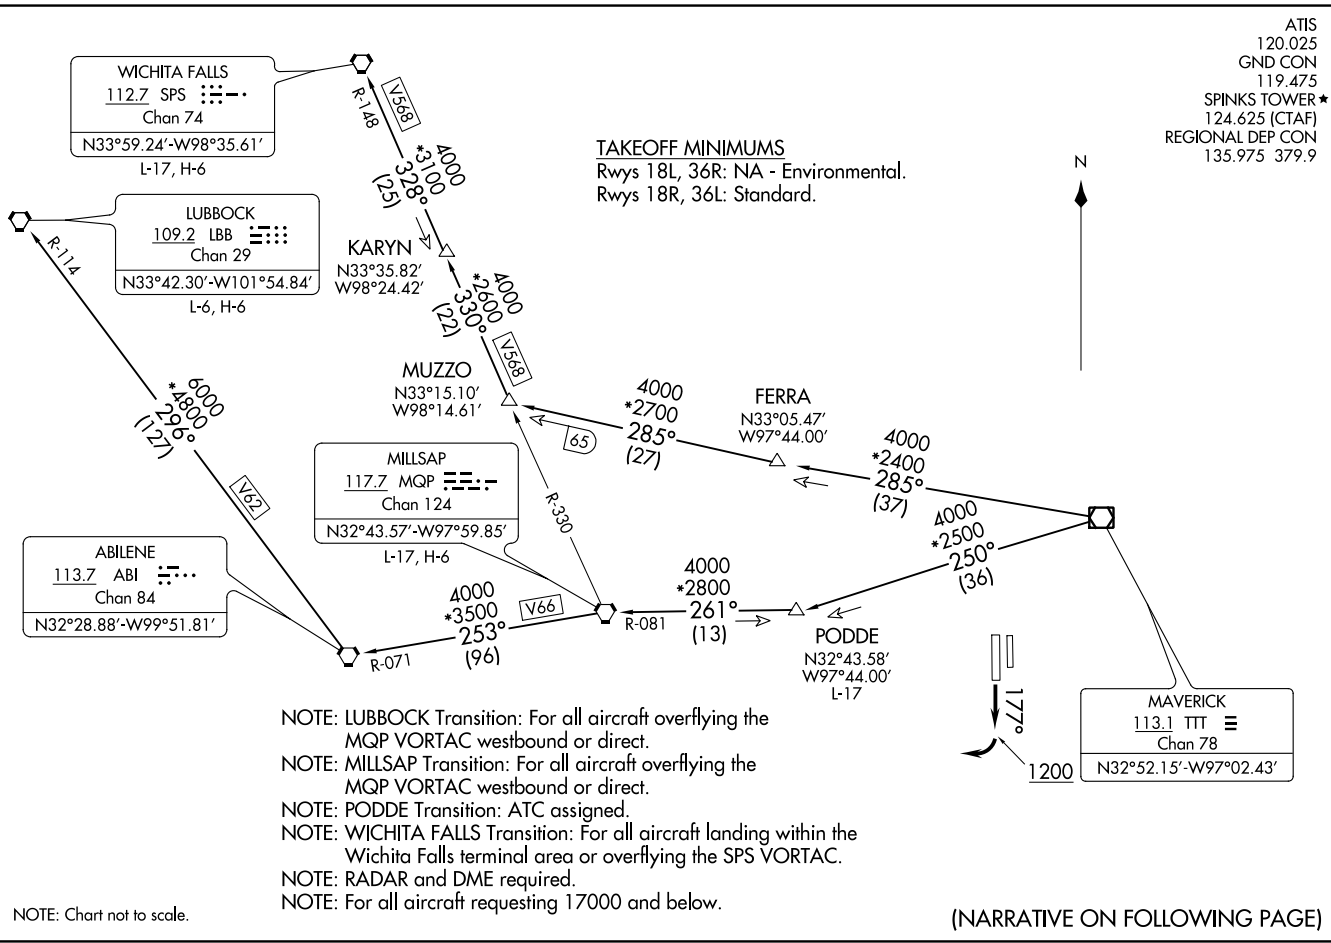 ATIS
120.025
GND CON
119.475
SPINKS TOWER★
124.625 (CTAF)
REGIONAL DEP CON
135.975 379.9
WICHITA FALLS
112.7 SPS
Chan 74
N33°59.24'-W98°35.61'
L-17, H-6
R-148
V568
4000
*3100
328°
(25)
TAKEOFF MINIMUMS
Rwys 18L, 36R: NA - Environmental.
Rwys 18R, 36L: Standard.
N
LUBBOCK
109.2 LBB
Chan 29
N33°42.30'-W101°54.84'
L-6, H-6
R-114
KARYN
N33°35.82'
W98°24.42'
4000
*2600
330°
(22)
V568
MUZZO
N33°15.10'
W98°14.61'
6000
*4800
296°
(127)
V62
4000
*2700
285°
(27)
65
FERRA
N33°05.47'
W97°44.00'
4000
*2400
285°
(37)
MILLSAP
117.7 MQP
Chan 124
N32°43.57'-W97°59.85'
L-17, H-6
R-330
4000
*2500
250°
(36)
ABILENE
113.7 ABI
Chan 84
N32°28.88'-W99°51.81'
4000
*3500
253°
(96)
V66
R-071
R-081
4000
*2800
261°
(13)
PODDE
N32°43.58'
W97°44.00'
L-17
177°
1200
MAVERICK
113.1 TTT
Chan 78
N32°52.15'-W97°02.43'
NOTE: LUBBOCK Transition: For all aircraft overflying the
MQP VORTAC westbound or direct.
NOTE: MILLSAP Transition: For all aircraft overflying the
MQP VORTAC westbound or direct.
NOTE: PODDE Transition: ATC assigned.
NOTE: WICHITA FALLS Transition: For all aircraft landing within the
Wichita Falls terminal area or overflying the SPS VORTAC.
NOTE: RADAR and DME required.
NOTE: For all aircraft requesting 17000 and below.
NOTE: Chart not to scale.
(NARRATIVE ON FOLLOWING PAGE)